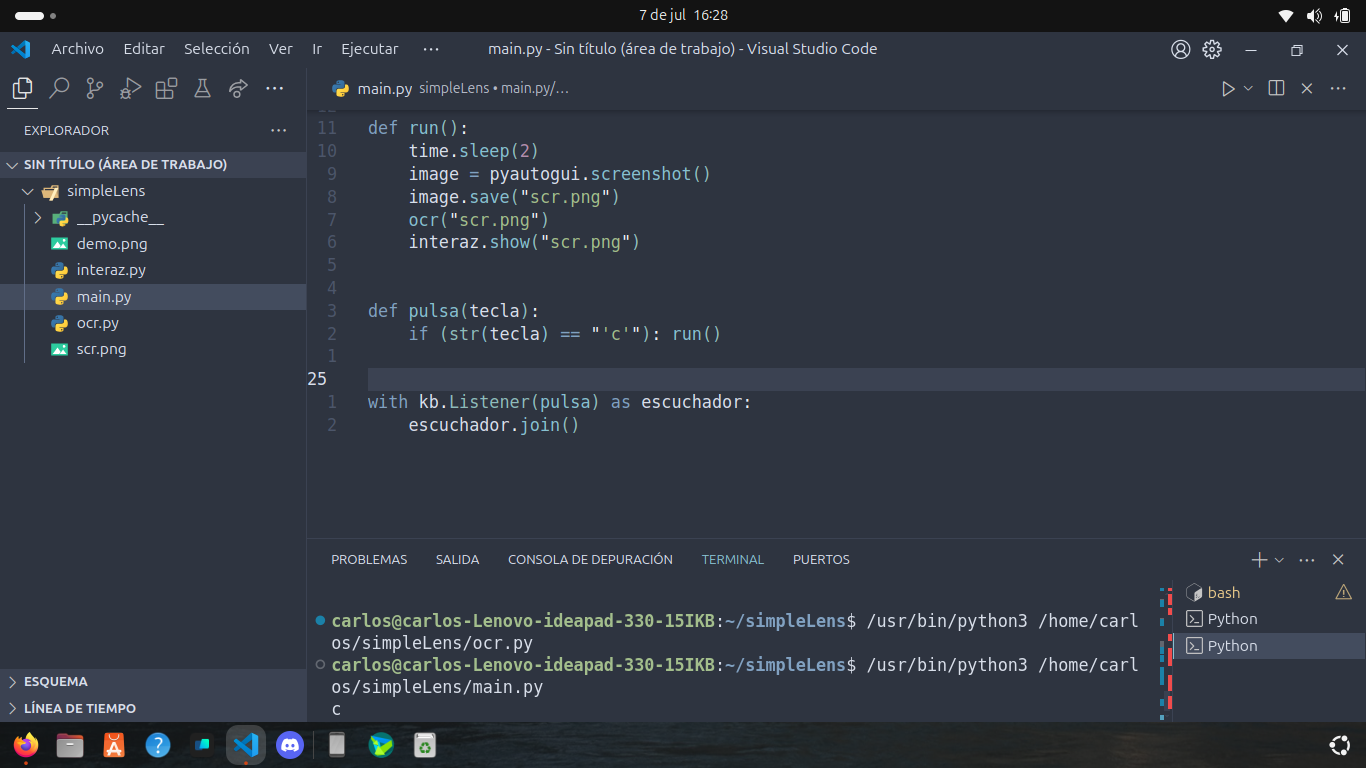 7 de jul 16:28
Archivo Editar Selección Ver Ir Ejecutar ··· main.py - Sin título (área de trabajo) - Visual Studio Code
main.py simpleLens • main.py/...
EXPLORADOR
SIN TÍTULO (ÁREA DE TRABAJO)
simpleLens
__pycache__
demo.png
interaz.py
main.py
ocr.py
scr.png
ESQUEMA
LÍNEA DE TIEMPO
11 def run():
10 time.sleep(2)
9 image = pyautogui.screenshot()
8 image.save("scr.png")
7 ocr("scr.png")
6 interaz.show("scr.png")
5
4
3 def pulsa(tecla):
2 if (str(tecla) == "'c'"): run()
1
25
1 with kb.Listener(pulsa) as escuchador:
2 escuchador.join()
PROBLEMAS SALIDA CONSOLA DE DEPURACIÓN TERMINAL PUERTOS
carlos@carlos-Lenovo-ideapad-330-15IKB:~/simpleLens$ /usr/bin/python3 /home/carl
os/simpleLens/ocr.py
carlos@carlos-Lenovo-ideapad-330-15IKB:~/simpleLens$ /usr/bin/python3 /home/carl
os/simpleLens/main.py
c
bash
Python
Python